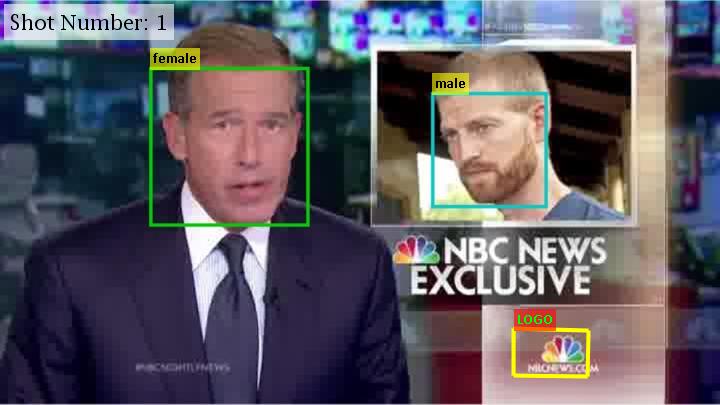 Shot Number: 1
female
male
NBC NEWS
EXCLUSIVE
LOGO
#NBCNIGHTLYNEWS
NBCNEWS.COM